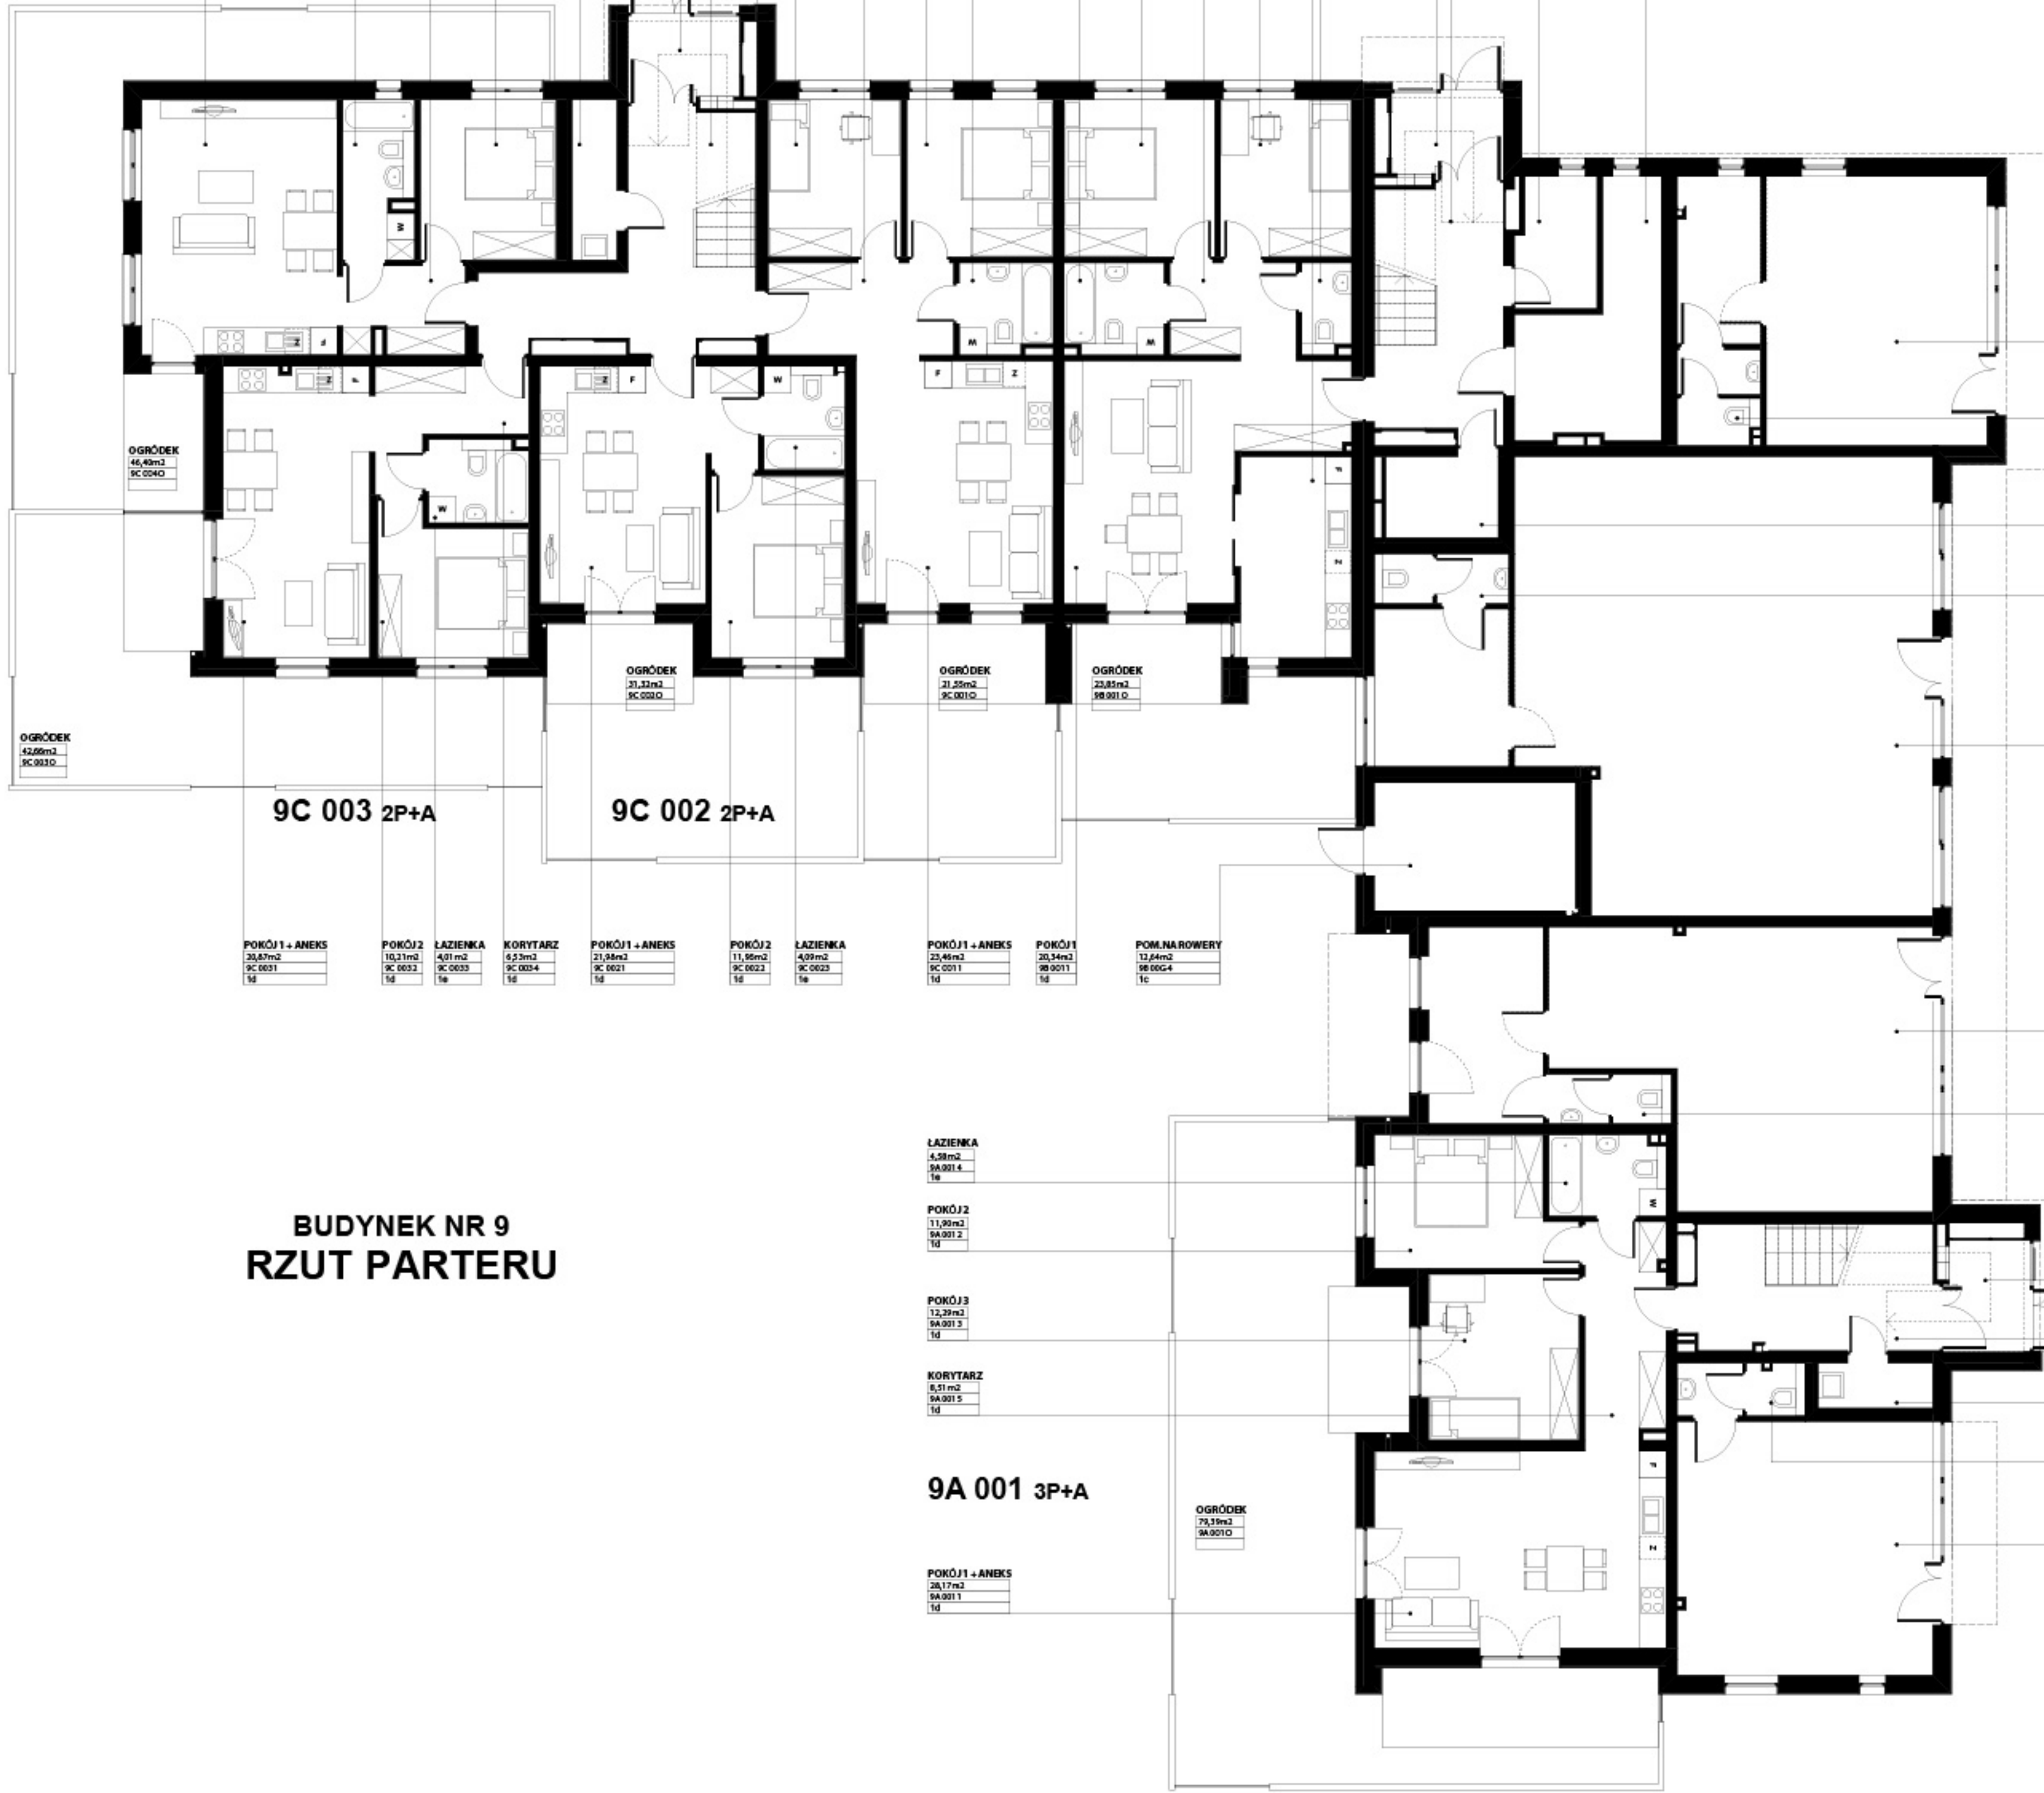 OGRÓDEK
46,40m2
9C 004O
OGRÓDEK
31,32m2
9C 002O
OGRÓDEK
21,55m2
9C 001O
OGRÓDEK
23,85m2
9B 001O
OGRÓDEK
42,66m2
9C 003O
9C 003 2P+A
9C 002 2P+A
POKÓJ 1 + ANEKS
20,87m2
9C 0031
1d
POKÓJ 2
10,21m2
9C 0032
1d
ŁAZIENKA
4,01m2
9C 0033
1e
KORYTARZ
6,53m2
9C 0034
1d
POKÓJ 1 + ANEKS
21,98m2
9C 0021
1d
POKÓJ 2
11,96m2
9C 0022
1d
ŁAZIENKA
4,09m2
9C 0023
1e
POKÓJ 1 + ANEKS
23,46m2
9C 0011
1d
POKÓJ 1
20,34m2
9B 0011
1d
POM. NA ROWERY
12,64m2
9B 00G4
1c
ŁAZIENKA
4,58m2
9A 0014
1e
POKÓJ 2
11,90m2
9A 0012
1d
POKÓJ 3
12,29m2
9A 0013
1d
KORYTARZ
8,51m2
9A 0015
1d
9A 001 3P+A
OGRÓDEK
79,39m2
9A 001O
POKÓJ 1 + ANEKS
28,17m2
9A 0011
1d
BUDYNEK NR 9
RZUT PARTERU